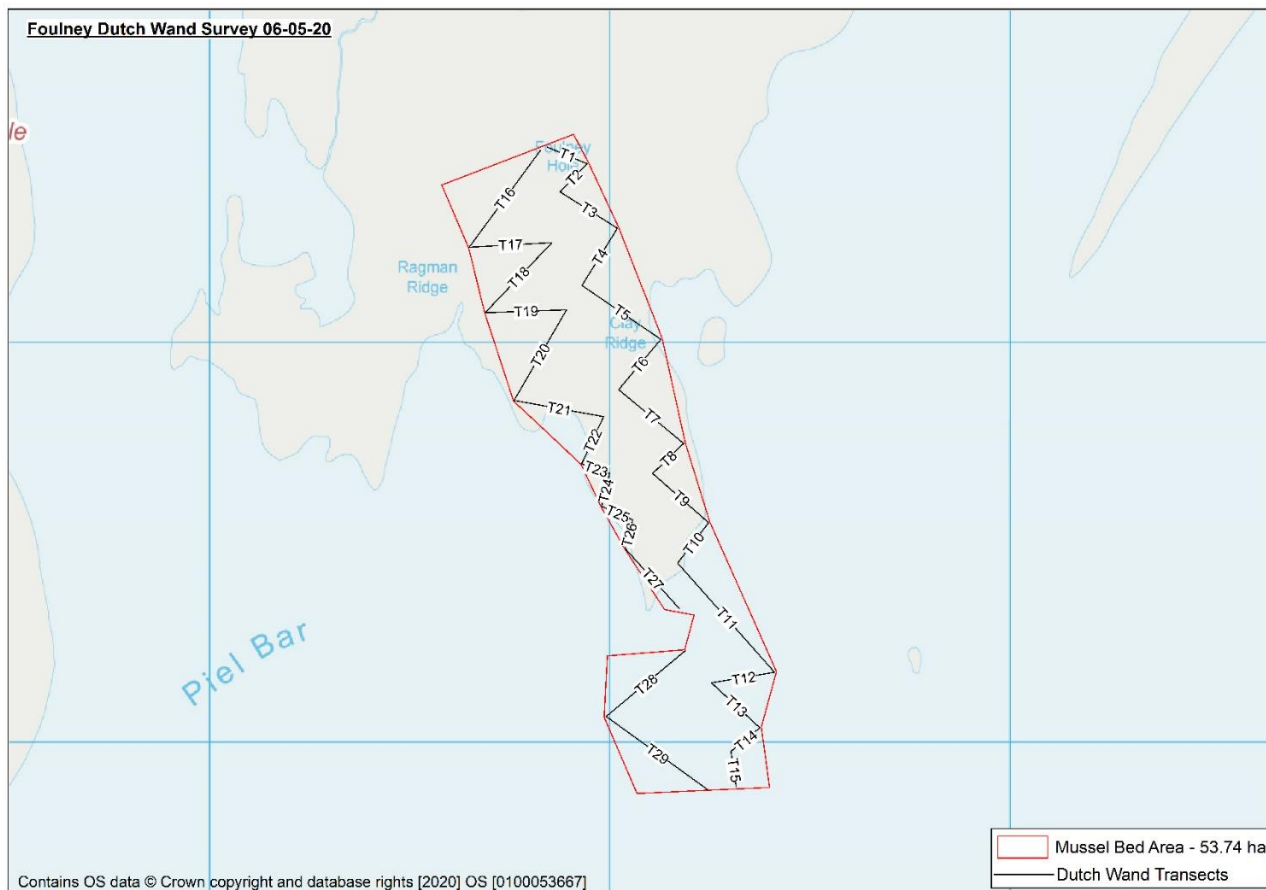 Foulney Dutch Wand Survey 06-05-20
le
Foulney
Hole
T1
T2
T3
T16
T4
T17
Ragman
Ridge
T18
T5
T19
Clay
Ridge
T20
T6
T21
T7
T22
T8
T23
T24
T9
T25
T26
T10
T27
T11
Piel Bar
T12
T28
T13
T14
T29
T15
Mussel Bed Area - 53.74 ha
Dutch Wand Transects
Contains OS data © Crown copyright and database rights [2020] OS [0100053667]